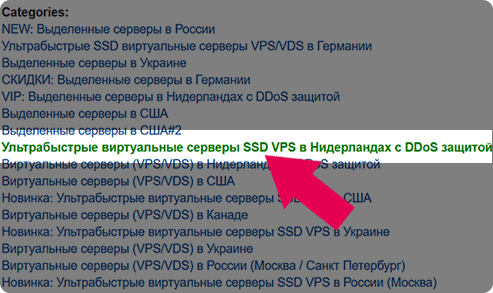 Categories:
NEW: Выделенные серверы в России
Ультрабыстрые SSD виртуальные серверы VPS/VDS в Германии
Выделенные серверы в Украине
СКИДКИ: Выделенные серверы в Германии
VIP: Выделенные серверы в Нидерландах с DDoS защитой
Выделенные серверы в США
Выделенные серверы в США#2
Ультрабыстрые виртуальные серверы SSD VPS в Нидерландах с DDoS защитой
Виртуальные серверы (VPS/VDS) в защитой
Виртуальные серверы (VPS/VDS) в США
Новинка: Ультрабыстрые виртуальные серверы США
Виртуальные серверы (VPS/VDS) в Канаде
Новинка: Ультрабыстрые виртуальные серверы SSD VPS в Украине
Виртуальные серверы (VPS/VDS) в Украине
Виртуальные серверы (VPS/VDS) в России (Москва / Санкт Петербург)
Новинка: Ультрабыстрые виртуальные серверы SSD VPS в России (Москва)